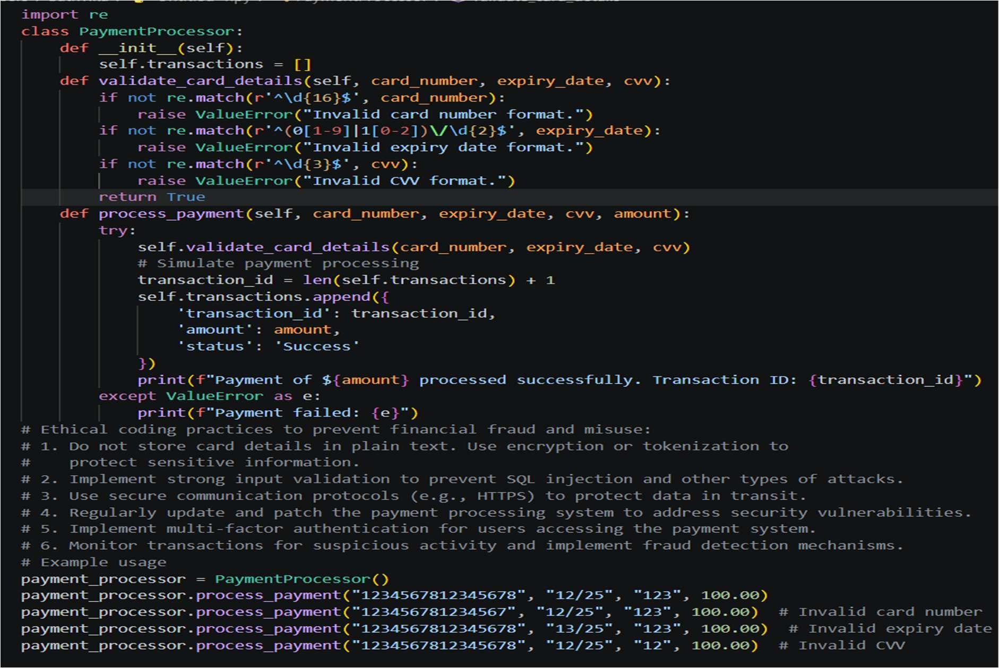 import re
class PaymentProcessor:
    def __init__(self):
        self.transactions = []
    def validate_card_details(self, card_number, expiry_date, cvv):
        if not re.match(r'^\d{16}$', card_number):
            raise ValueError("Invalid card number format.")
        if not re.match(r'^(0[1-9]|1[0-2])\/\d{2}$', expiry_date):
            raise ValueError("Invalid expiry date format.")
        if not re.match(r'^\d{3}$', cvv):
            raise ValueError("Invalid CVV format.")
        return True
    def process_payment(self, card_number, expiry_date, cvv, amount):
        try:
            self.validate_card_details(card_number, expiry_date, cvv)
            # Simulate payment processing
            transaction_id = len(self.transactions) + 1
            self.transactions.append({
                'transaction_id': transaction_id,
                'amount': amount,
                'status': 'Success'
            })
            print(f"Payment of ${amount} processed successfully. Transaction ID: {transaction_id}")
        except ValueError as e:
            print(f"Payment failed: {e}")
# Ethical coding practices to prevent financial fraud and misuse:
# 1. Do not store card details in plain text. Use encryption or tokenization to
#    protect sensitive information.
# 2. Implement strong input validation to prevent SQL injection and other types of attacks.
# 3. Use secure communication protocols (e.g., HTTPS) to protect data in transit.
# 4. Regularly update and patch the payment processing system to address security vulnerabilities.
# 5. Implement multi-factor authentication for users accessing the payment system.
# 6. Monitor transactions for suspicious activity and implement fraud detection mechanisms.
# Example usage
payment_processor = PaymentProcessor()
payment_processor.process_payment("1234567812345678", "12/25", "123", 100.00)
payment_processor.process_payment("123456781234567", "12/25", "123", 100.00)  # Invalid card number
payment_processor.process_payment("1234567812345678", "13/25", "123", 100.00)  # Invalid expiry date
payment_processor.process_payment("1234567812345678", "12/25", "12", 100.00)  # Invalid CVV